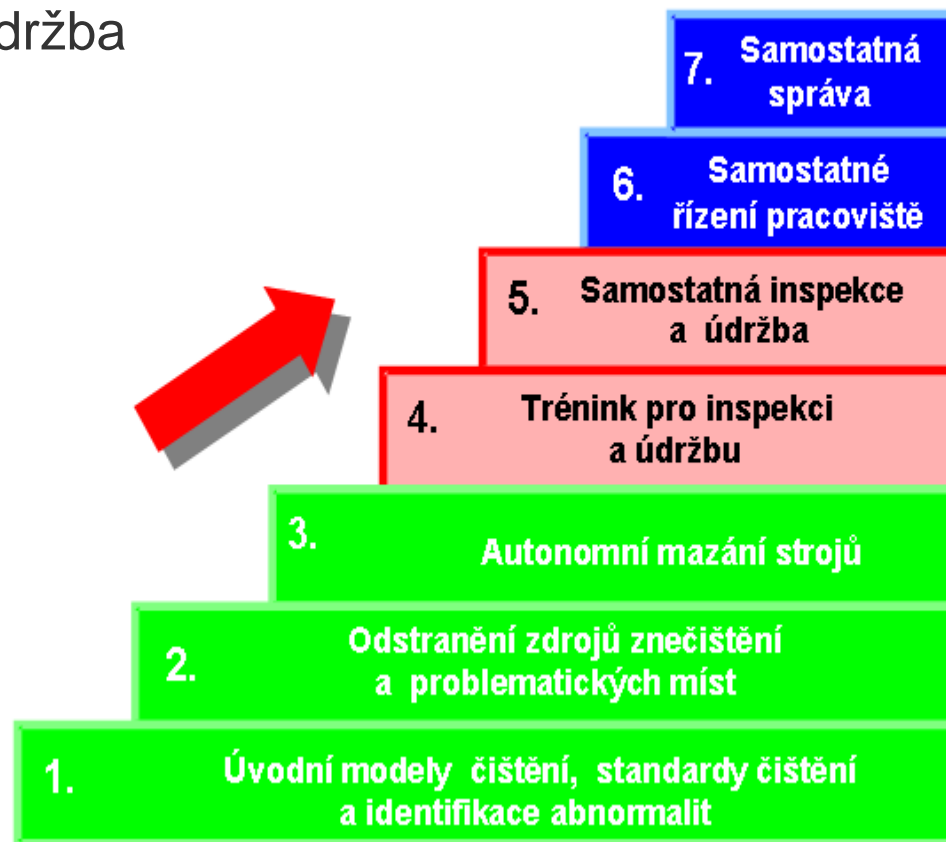 držba
7. Samostatná
správa
6. Samostatné
řízení pracoviště
5. Samostatná inspekce
a údržba
4. Trénink pro inspekci
a údržbu
3. Autonomní mazání strojů
2. Odstranění zdrojů znečištění
a problematických míst
1. Úvodní modely čištění, standardy čištění
a identifikace abnormalit